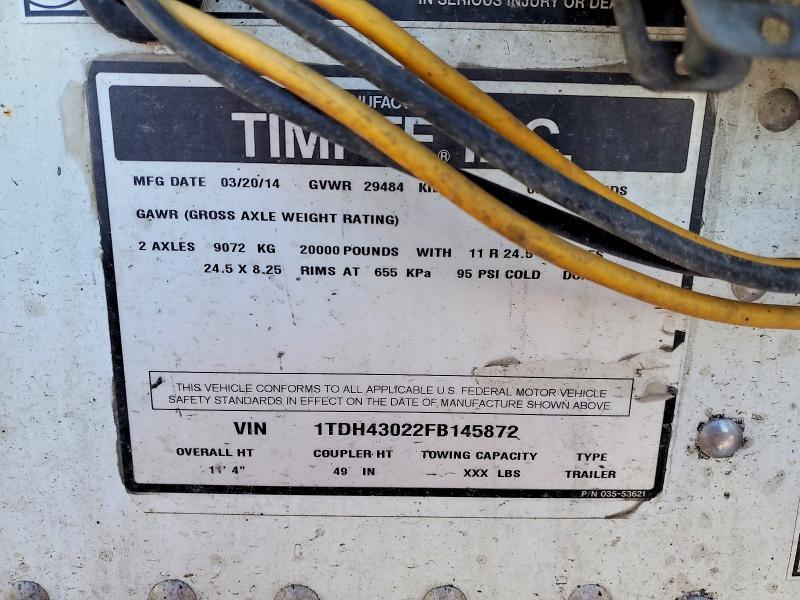 IN SERIOUS INJURY OR
MFG DATE 03/20/14 GVWR 29484
GAWR (GROSS AXLE WEIGHT RATING)
2 AXLES 9072 KG 20000 POUNDS WITH 11 R 24.5
24.5 X 8.25 RIMS AT 655 KPa 95 PSI COLD
THIS VEHICLE CONFORMS TO ALL APPLICABLE U.S. FEDERAL MOTOR VEHICLE
SAFETY STANDARDS IN EFFECT ON THE DATE OF MANUFACTURE SHOWN ABOVE.
VIN 1TDH43022FB145872
OVERALL HT COUPLER HT TOWING CAPACITY TYPE
11' 4" 49 IN XXX LBS TRAILER
P/N 035-53621